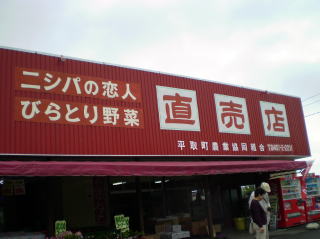 ニシパの恋人
びらとり野菜
直売店
平取町農業協同組合